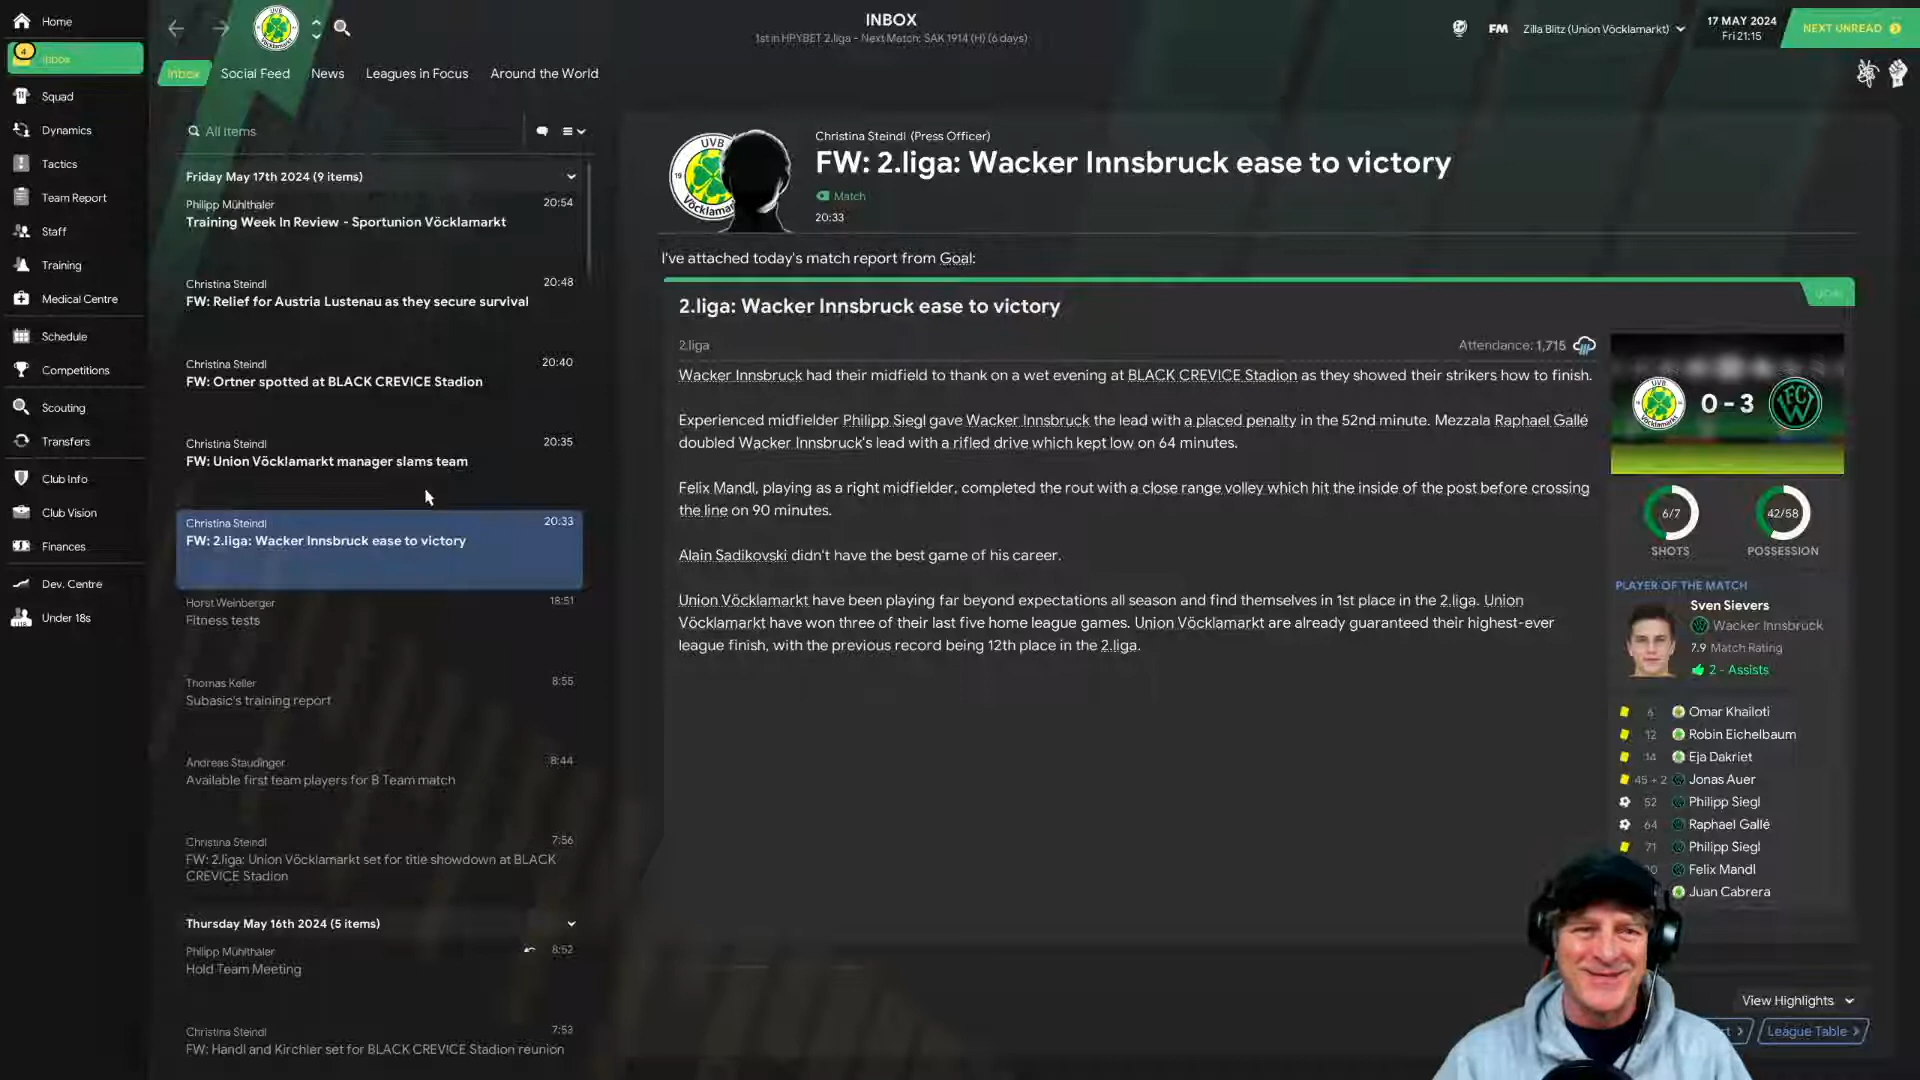 Home
INBOX
1st in HPYBET 2.liga - Next Match: SAK 1914 (H) (6 days)
FM
Zilla Blitz (Union Vöcklamarkt)
17 MAY 2024
Fri 21:15
NEXT UNREAD
4
Inbox
Inbox
Social Feed
News
Leagues in Focus
Around the World
Squad
Dynamics
Tactics
Team Report
Staff
Training
Medical Centre
Schedule
Competitions
Scouting
Transfers
Club Info
Club Vision
Finances
Dev. Centre
Under 18s
All Items
Friday May 17th 2024 (9 items)
Philipp Mühlthaler 20:54
Training Week In Review - Sportunion Vöcklamarkt
Christina Steindl 20:48
FW: Relief for Austria Lustenau as they secure survival
Christina Steindl 20:40
FW: Ortner spotted at BLACK CREVICE Stadion
Christina Steindl 20:35
FW: Union Vöcklamarkt manager slams team
Christina Steindl 20:33
FW: 2.liga: Wacker Innsbruck ease to victory
Horst Weinberger 18:51
Fitness tests
Thomas Keller 8:55
Subasic's training report
Andreas Staudinger 8:44
Available first team players for B Team match
Christina Steindl 7:56
FW: 2.liga: Union Vöcklamarkt set for title showdown at BLACK
CREVICE Stadion
Thursday May 16th 2024 (5 items)
Philipp Mühlthaler 8:52
Hold Team Meeting
Christina Steindl 7:53
FW: Handl and Kirchler set for BLACK CREVICE Stadion reunion
UVB
19
Vöcklamar
Christina Steindl (Press Officer)
FW: 2.liga: Wacker Innsbruck ease to victory
Match
20:33
I've attached today's match report from Goal:
2.liga: Wacker Innsbruck ease to victory
2.liga
Attendance: 1,715
Wacker Innsbruck had their midfield to thank on a wet evening at BLACK CREVICE Stadion as they showed their strikers how to finish.
Experienced midfielder Philipp Siegl gave Wacker Innsbruck the lead with a placed penalty in the 52nd minute. Mezzala Raphael Gallé
doubled Wacker Innsbruck's lead with a rifled drive which kept low on 64 minutes.
Felix Mandl, playing as a right midfielder, completed the rout with a close range volley which hit the inside of the post before crossing
the line on 90 minutes.
Alain Sadikovski didn't have the best game of his career.
Union Vöcklamarkt have been playing far beyond expectations all season and find themselves in 1st place in the 2.liga. Union
Vöcklamarkt have won three of their last five home league games. Union Vöcklamarkt are already guaranteed their highest-ever
league finish, with the previous record being 12th place in the 2.liga.
0 - 3
6/7
SHOTS
42/58
POSSESSION
PLAYER OF THE MATCH
Sven Sievers
Wacker Innsbruck
7.9 Match Rating
2 - Assists
6 Omar Khailoti
12 Robin Eichelbaum
14 Eja Dakriet
45 + 2 Jonas Auer
52 Philipp Siegl
64 Raphael Gallé
71 Philipp Siegl
Felix Mandl
Juan Cabrera
View Highlights
League Table